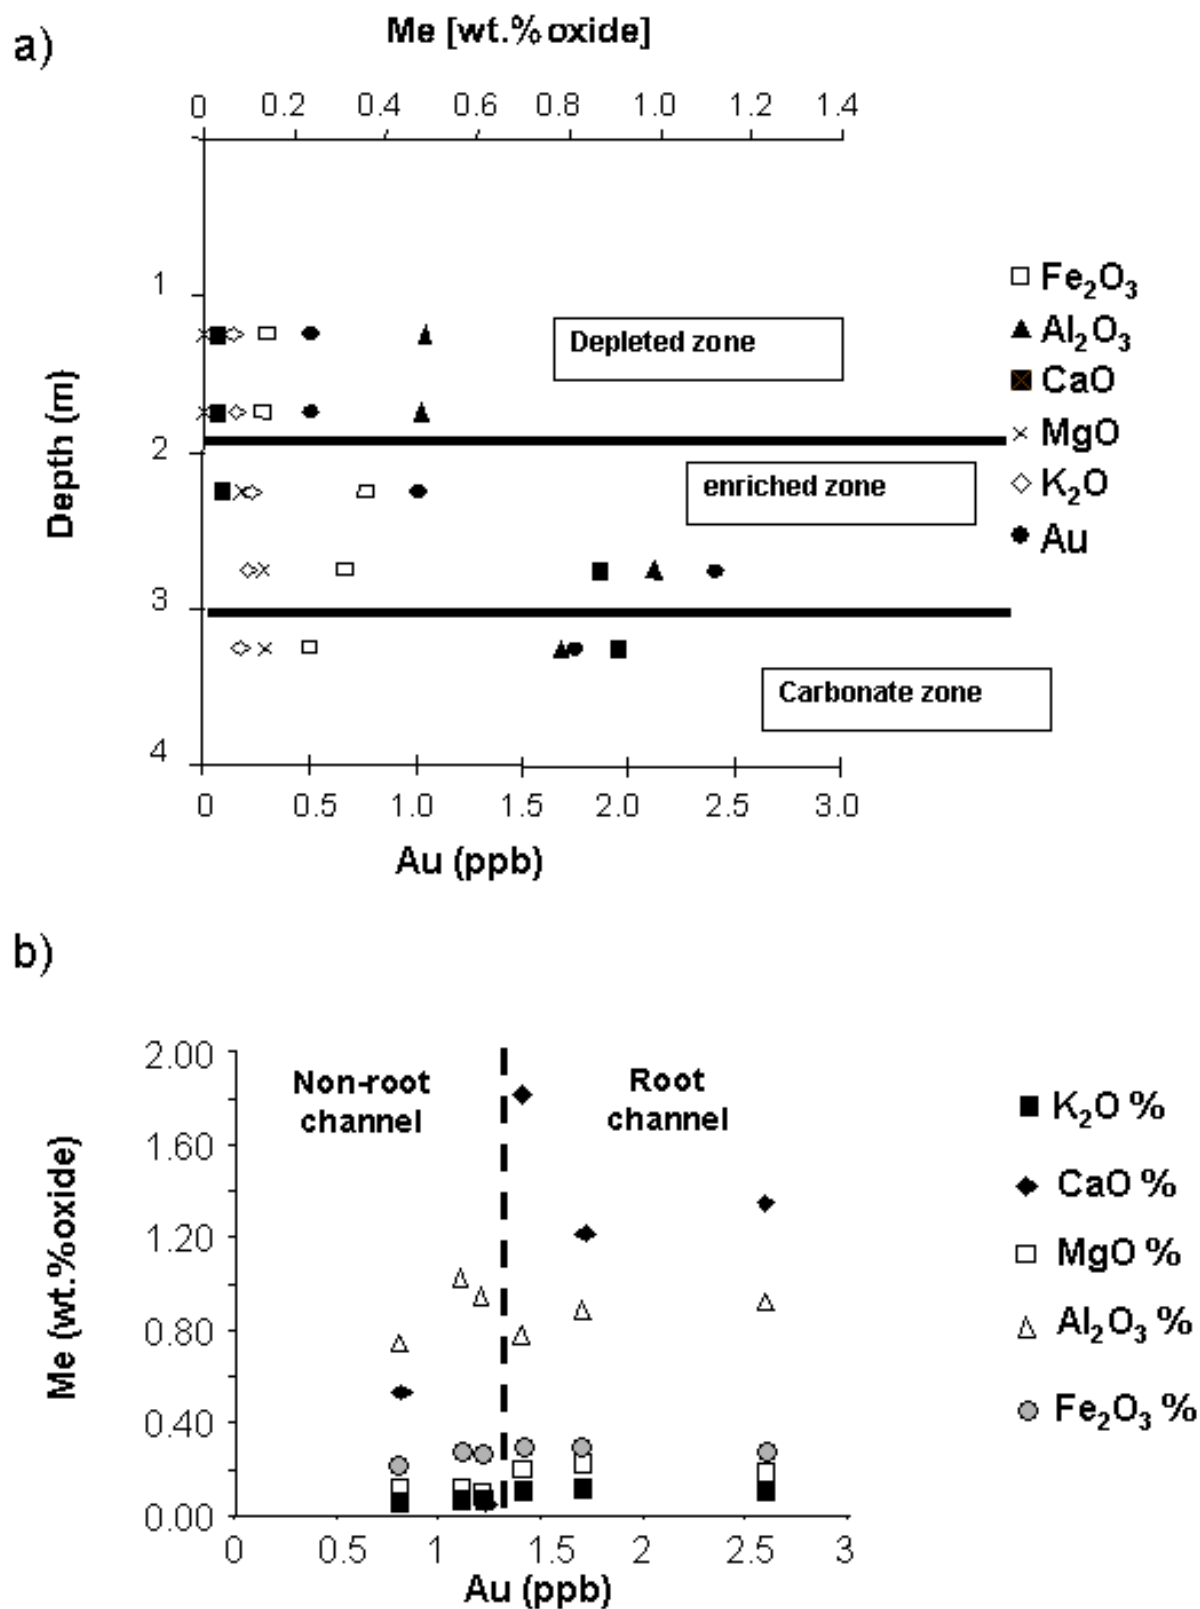 a)
Me [wt.% oxide]
0 0.2 0.4 0.6 0.8 1.0 1.2 1.4
Depth (m)
1
2
3
4
Depleted zone
enriched zone
Carbonate zone
Fe₂O₃
Al₂O₃
CaO
MgO
K₂O
Au
0 0.5 1.0 1.5 2.0 2.5 3.0
Au (ppb)
b)
Me (wt.%oxide)
2.00
1.60
1.20
0.80
0.40
0.00
Non-root
channel
Root
channel
K₂O %
CaO %
MgO %
Al₂O₃ %
Fe₂O₃ %
0 0.5 1 1.5 2 2.5 3
Au (ppb)